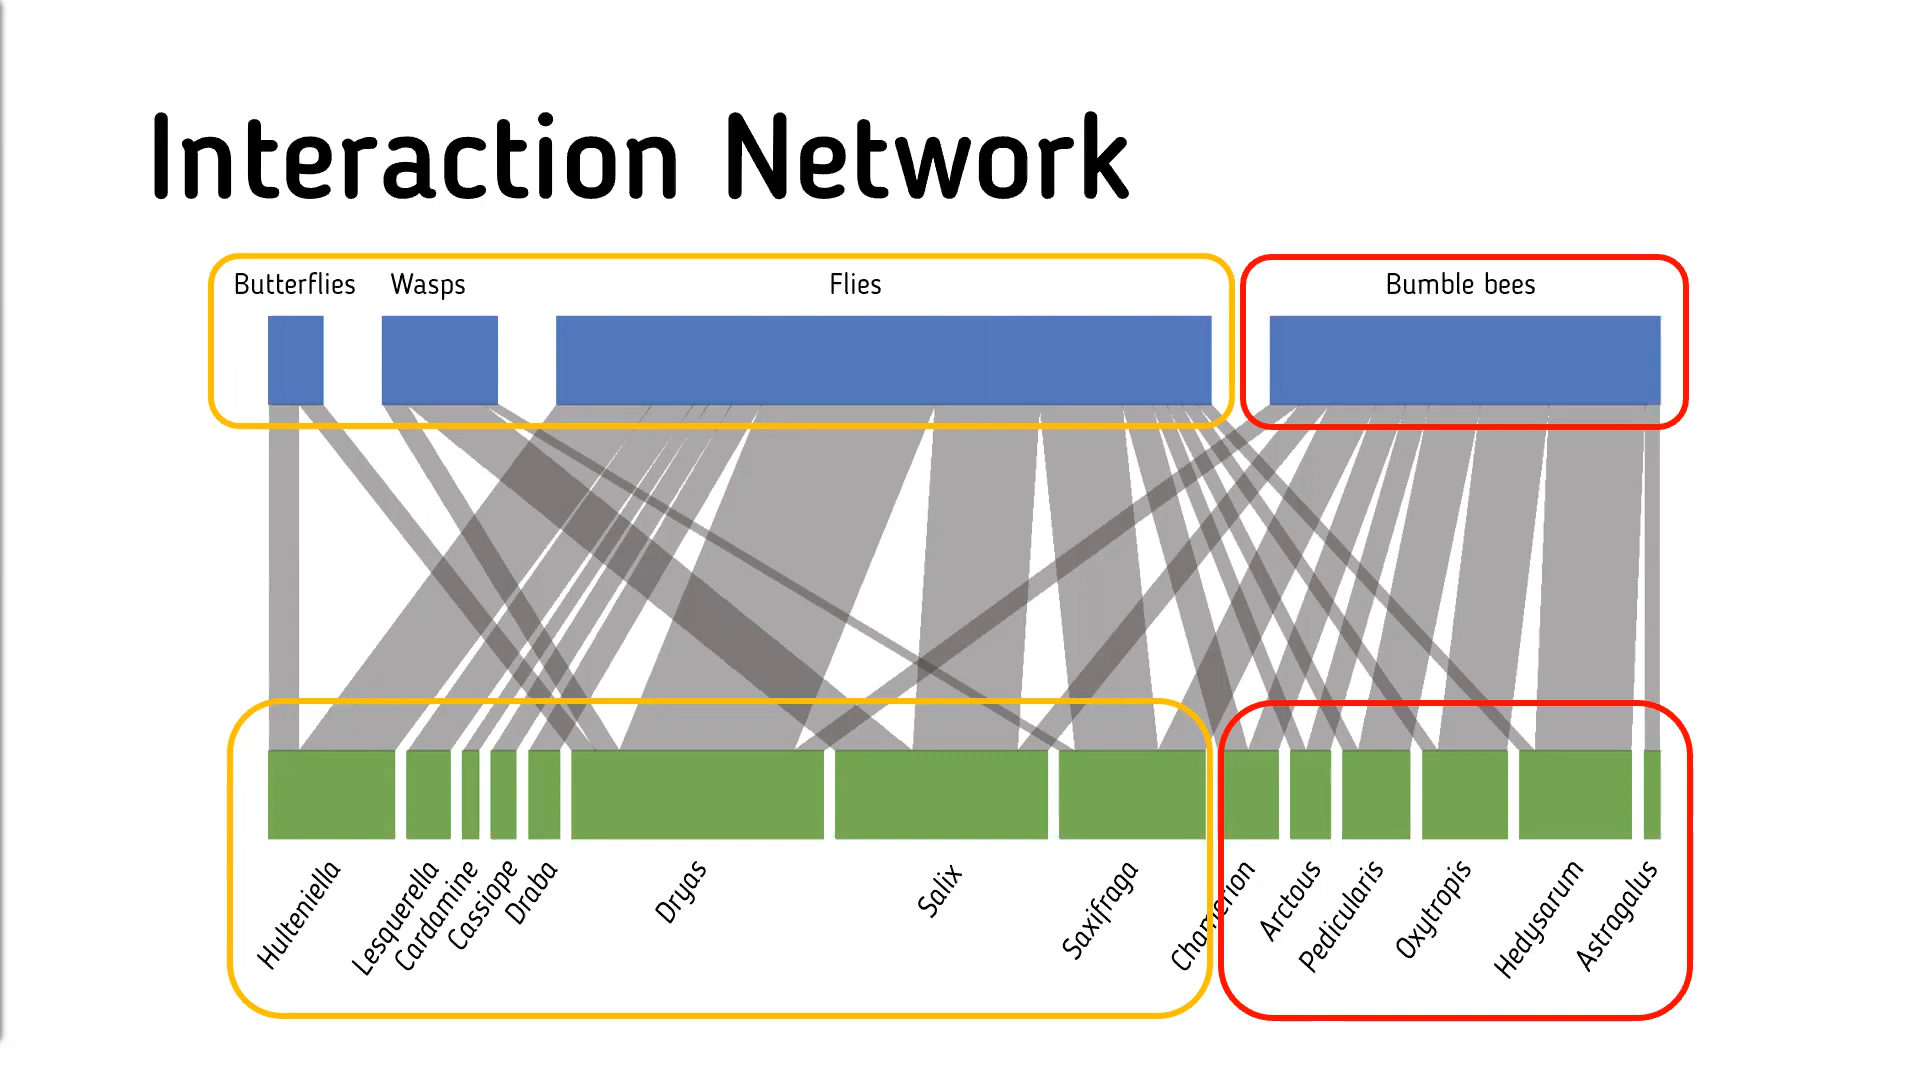 Interaction Network
Butterflies
Wasps
Flies
Bumble bees
Hulteniella
Lesquerella
Cardamine
Cassiope
Draba
Dryas
Salix
Saxifraga
Chamerion
Arctous
Pedicularis
Oxytropis
Hedysarum
Astragalus